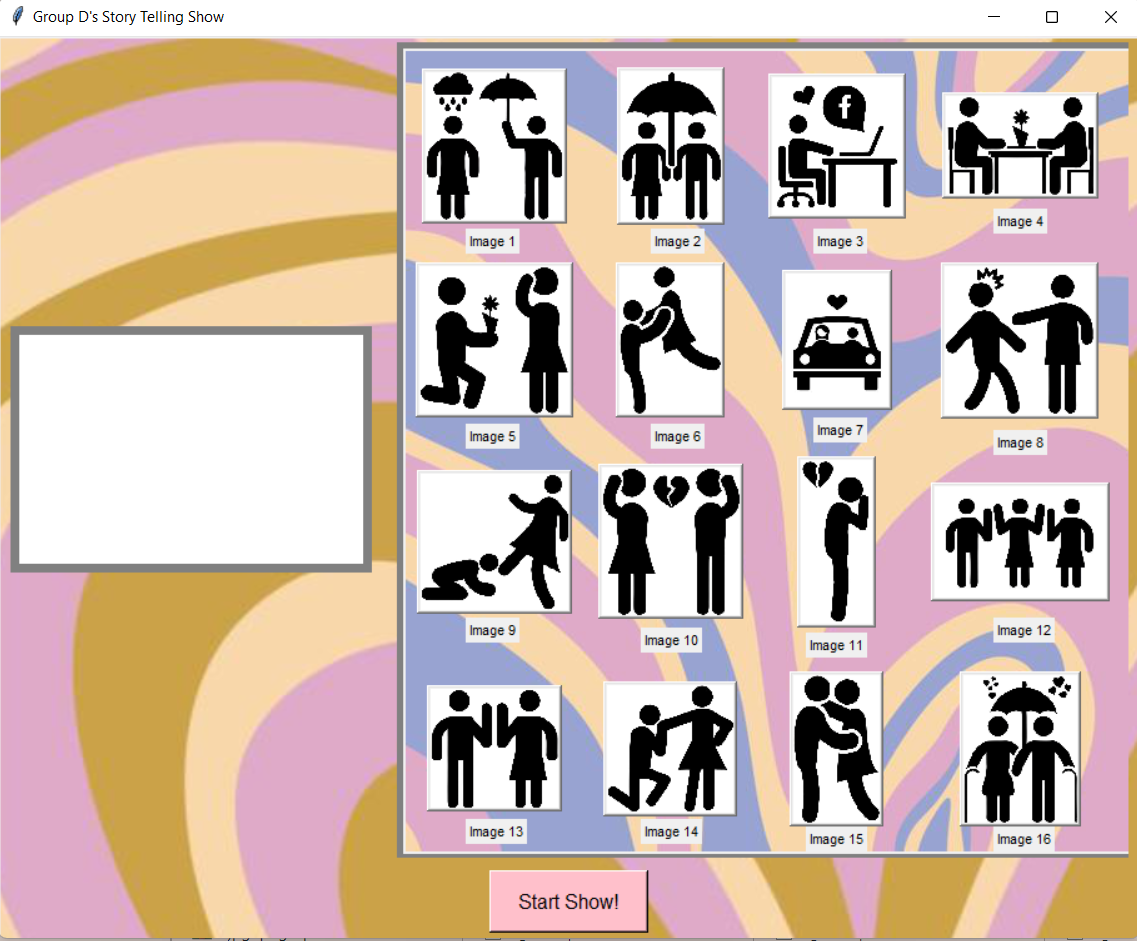 Group D's Story Telling Show
f
Image 1
Image 2
Image 3
Image 4
Image 5
Image 6
Image 7
Image 8
Image 9
Image 10
Image 11
Image 12
Image 13
Image 14
Image 15
Image 16
Start Show!